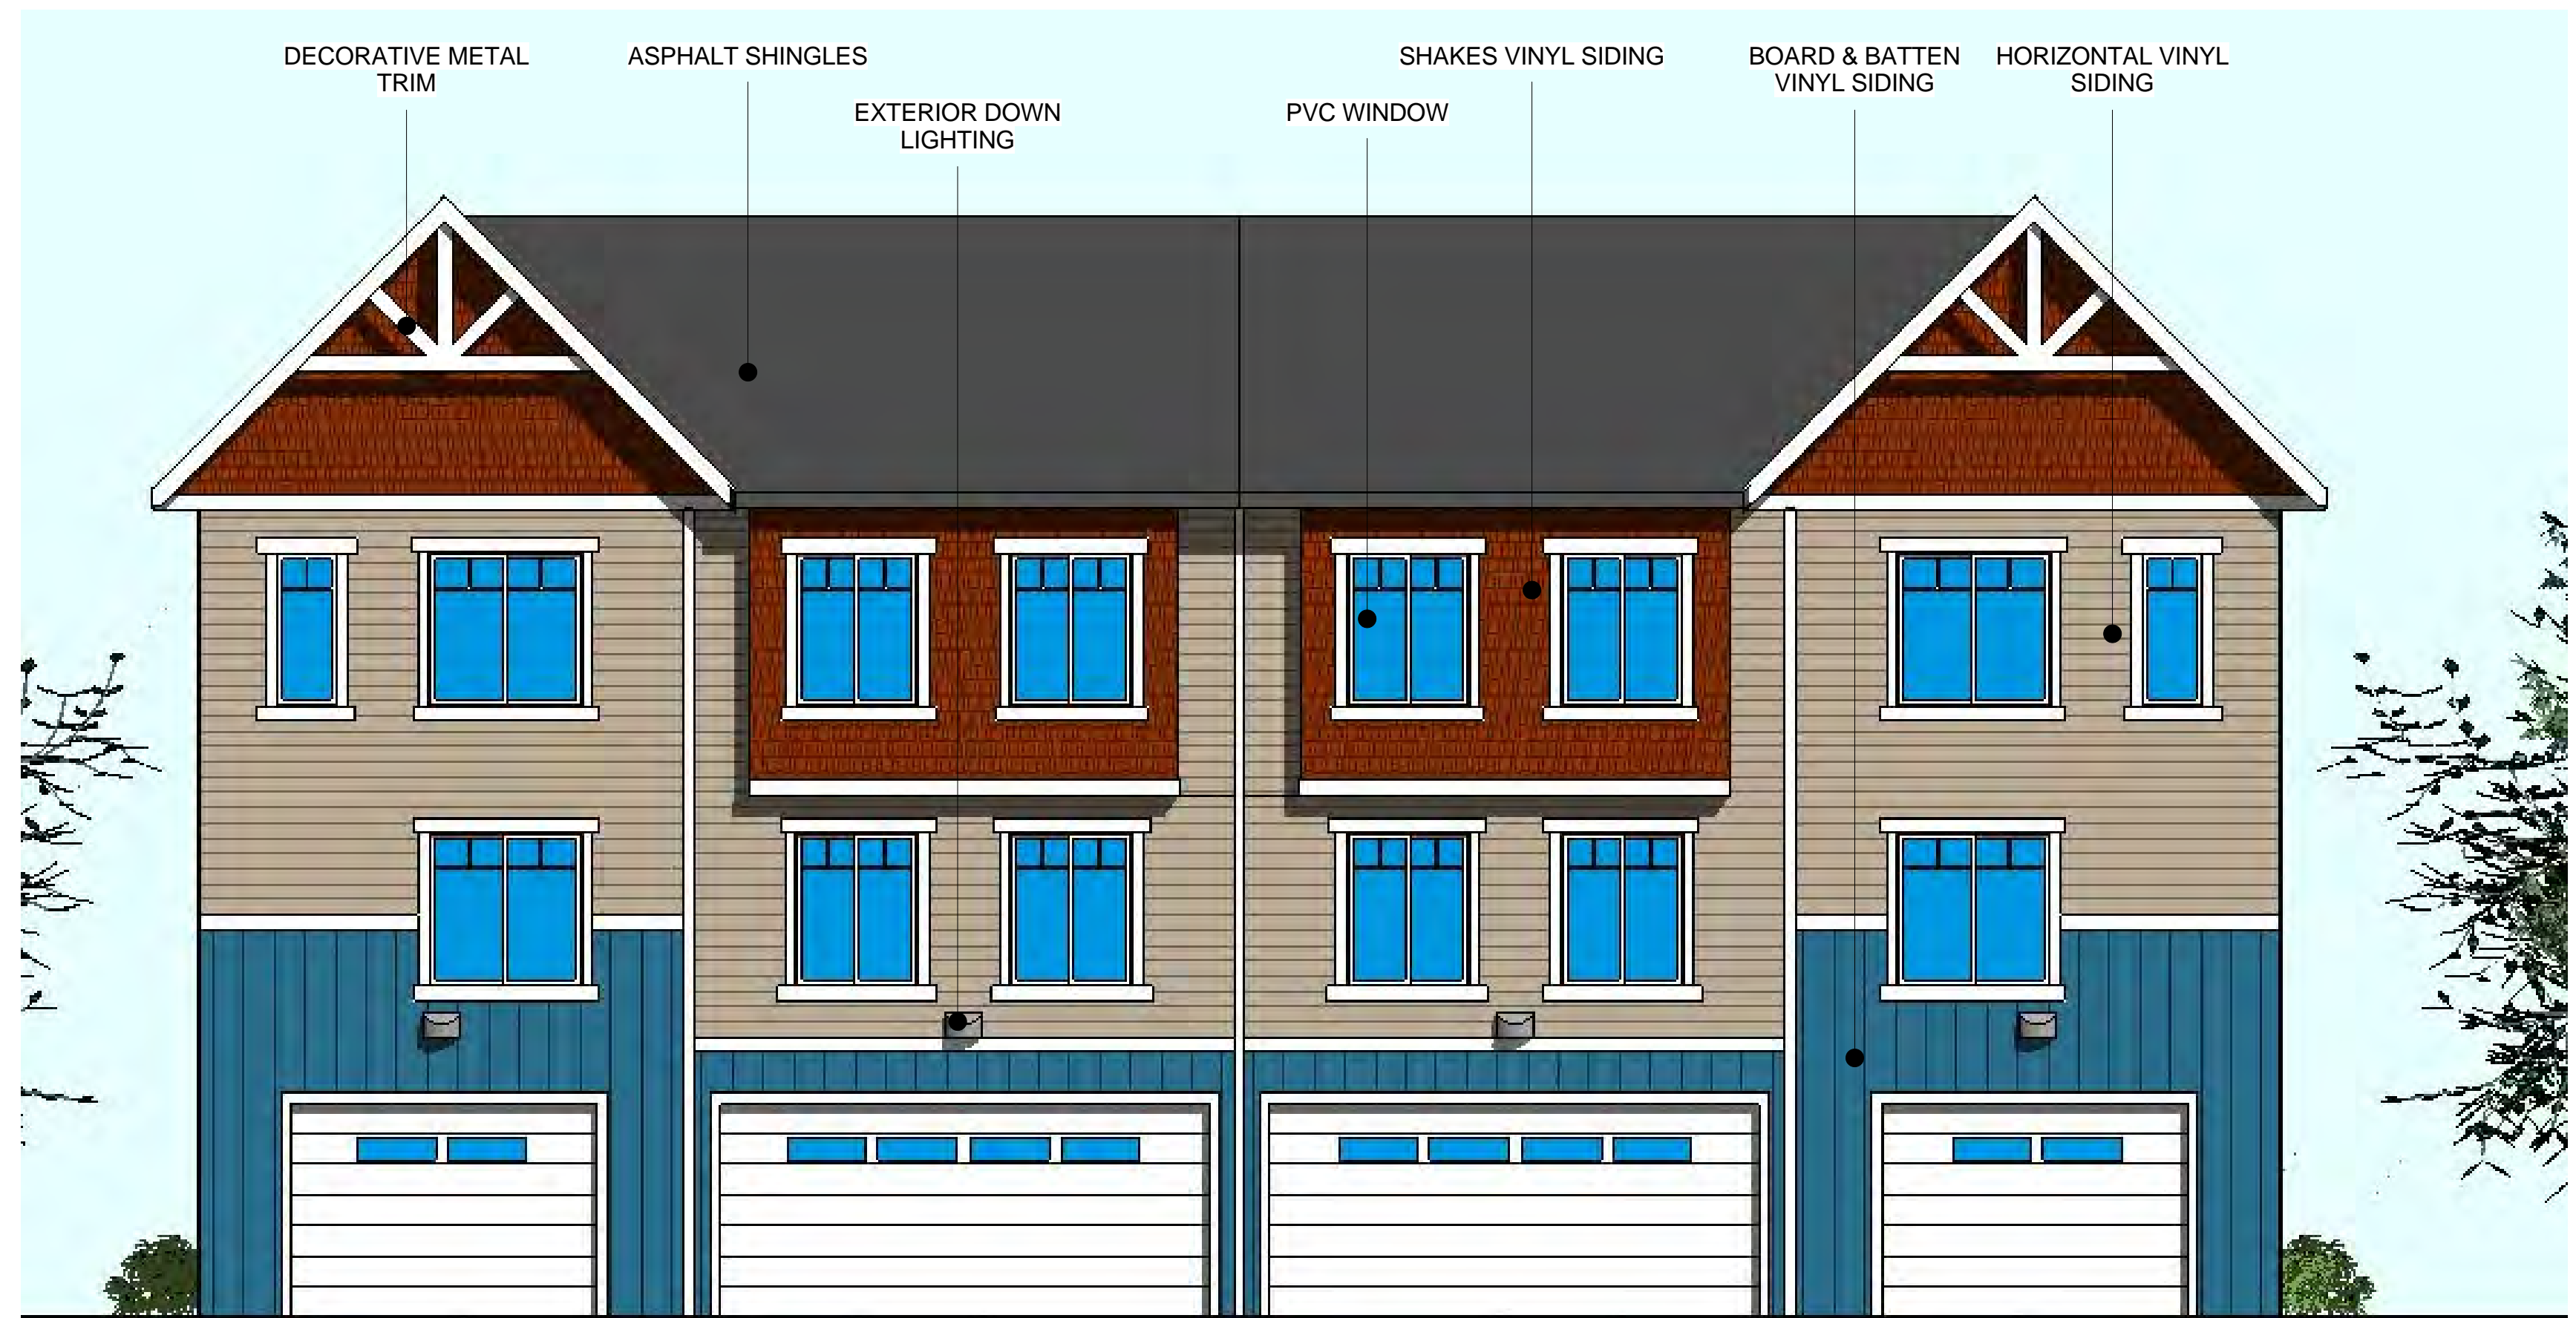 DECORATIVE METAL
TRIM
ASPHALT SHINGLES
EXTERIOR DOWN
LIGHTING
PVC WINDOW
SHAKES VINYL SIDING
BOARD & BATTEN
VINYL SIDING
HORIZONTAL VINYL
SIDING